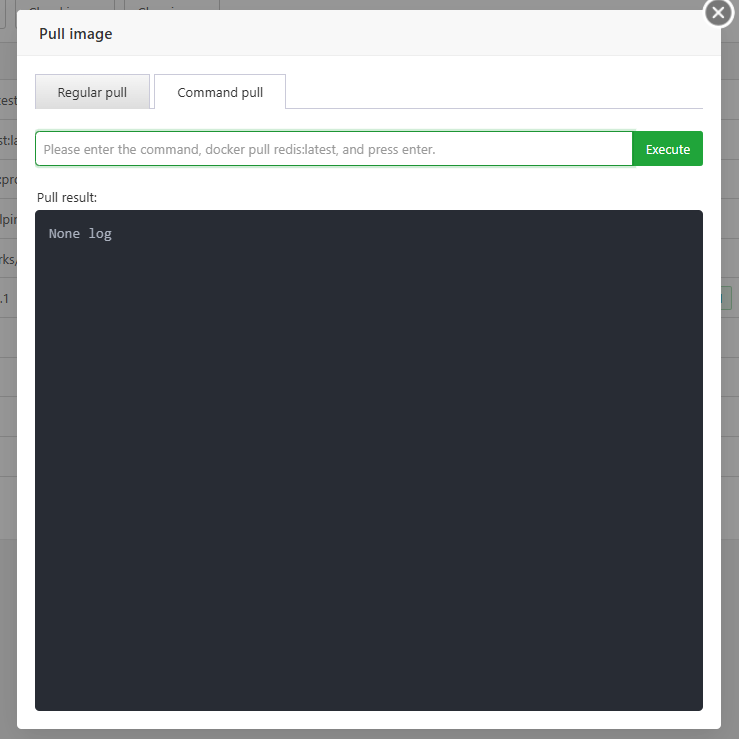 Pull image
Regular pull
Command pull
Please enter the command, docker pull redis:latest, and press enter.
Execute
Pull result:
None log
.1